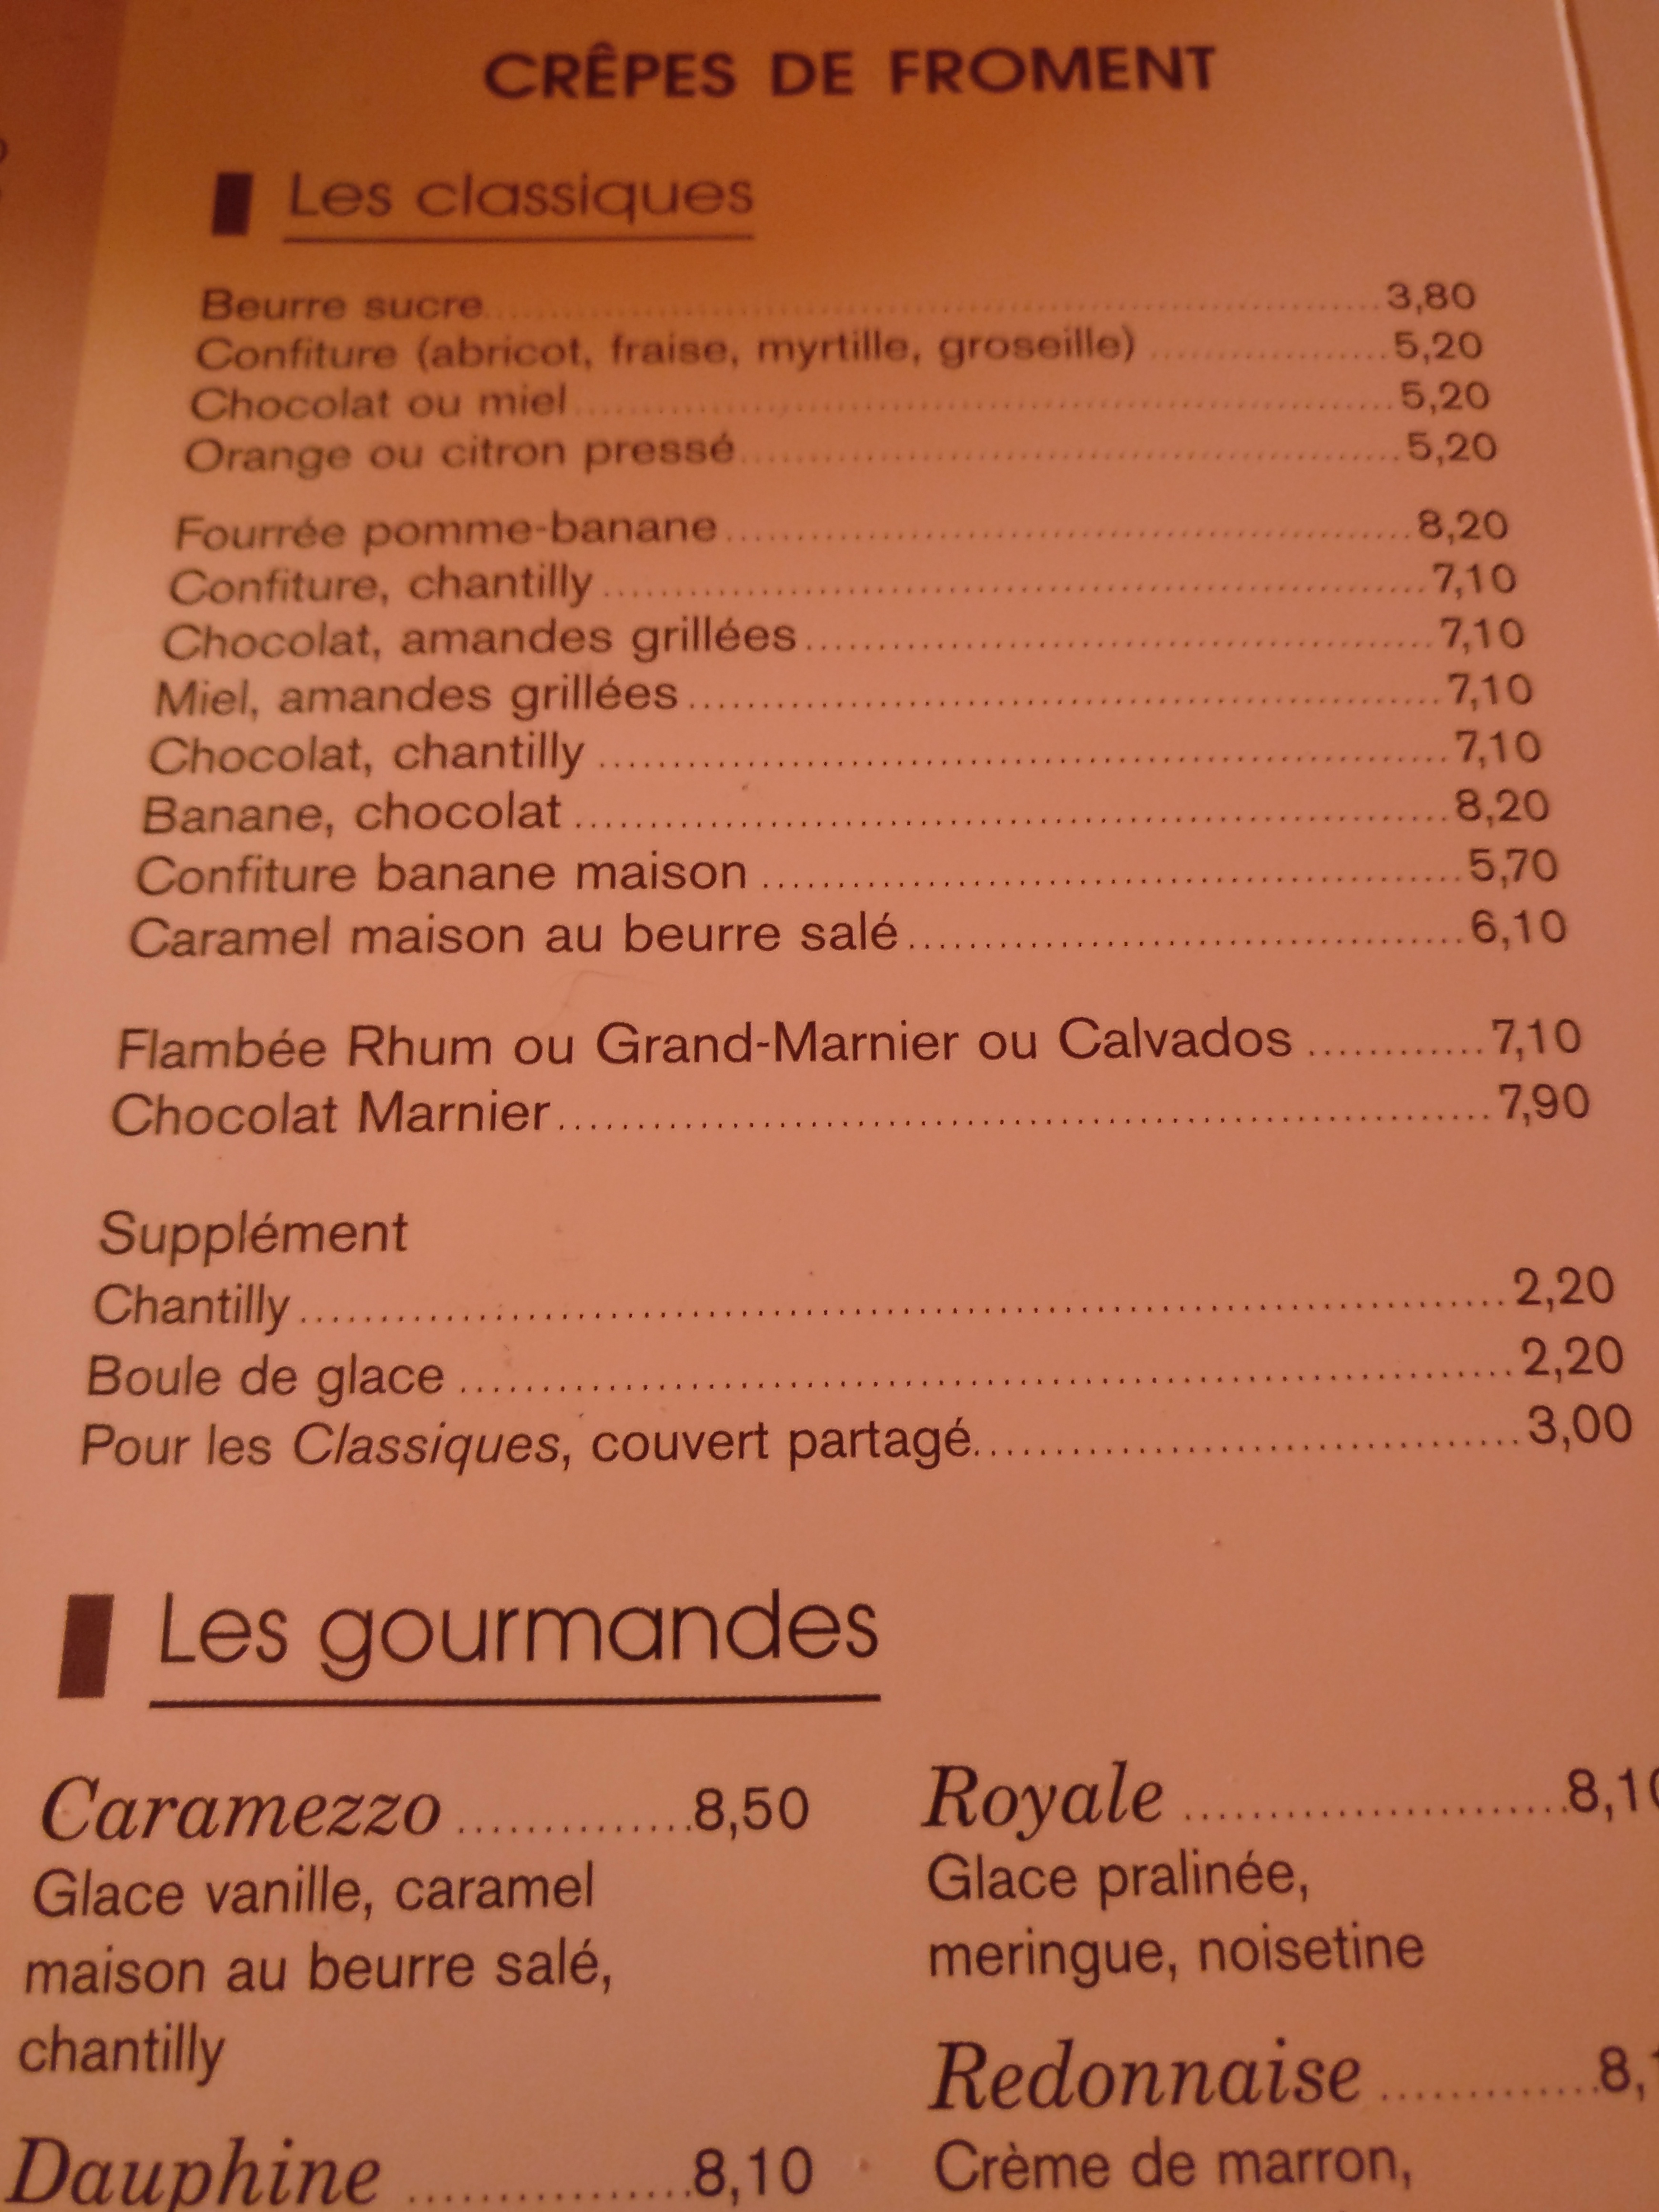 CRÊPES DE FROMENT
Les classiques
Beurre sucre.......... 3,80
Confiture (abricot, fraise, myrtille, groseille) .......... 5,20
Chocolat ou miel.......... 5,20
Orange ou citron pressé.......... 5,20
Fourrée pomme-banane.......... 8,20
Confiture, chantilly.......... 7,10
Chocolat, amandes grillées.......... 7,10
Miel, amandes grillées.......... 7,10
Chocolat, chantilly .......... 7,10
Banane, chocolat .......... 8,20
Confiture banane maison .......... 5,70
Caramel maison au beurre salé.......... 6,10
Flambée Rhum ou Grand-Marnier ou Calvados .......... 7,10
Chocolat Marnier.......... 7,90
Supplément
Chantilly.......... 2,20
Boule de glace .......... 2,20
Pour les Classiques, couvert partagé.......... 3,00
Les gourmandes
Caramezzo .......... 8,50
Glace vanille, caramel
maison au beurre salé,
chantilly
Dauphine .......... 8,10
Royale .......... 8,10
Glace pralinée,
meringue, noisetine
Redonnaise .......... 8,
Crème de marron,